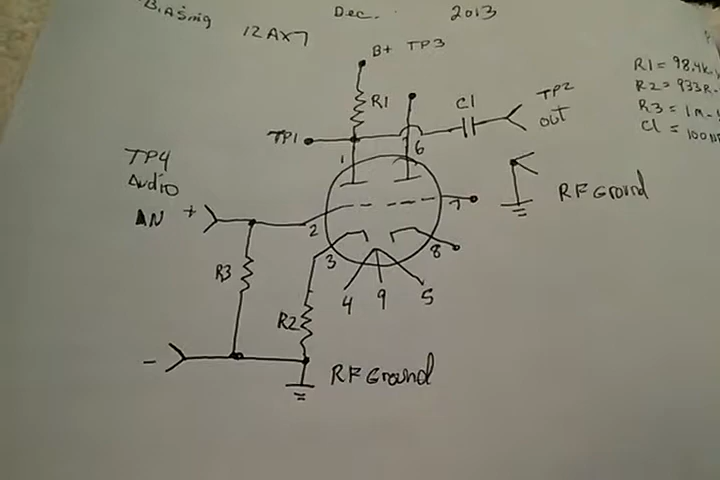 Biasing 12AX7 Dec. 2013
B+ TP3
R1= 98.4k
R2= 933R
R3= 1M
C1 = 100n
R1
C1
TP2
out
TP1
1
6
TP4
Audio
IN +
RF Ground
2
7
3
8
R3
4 9 5
R2
-
RF Ground